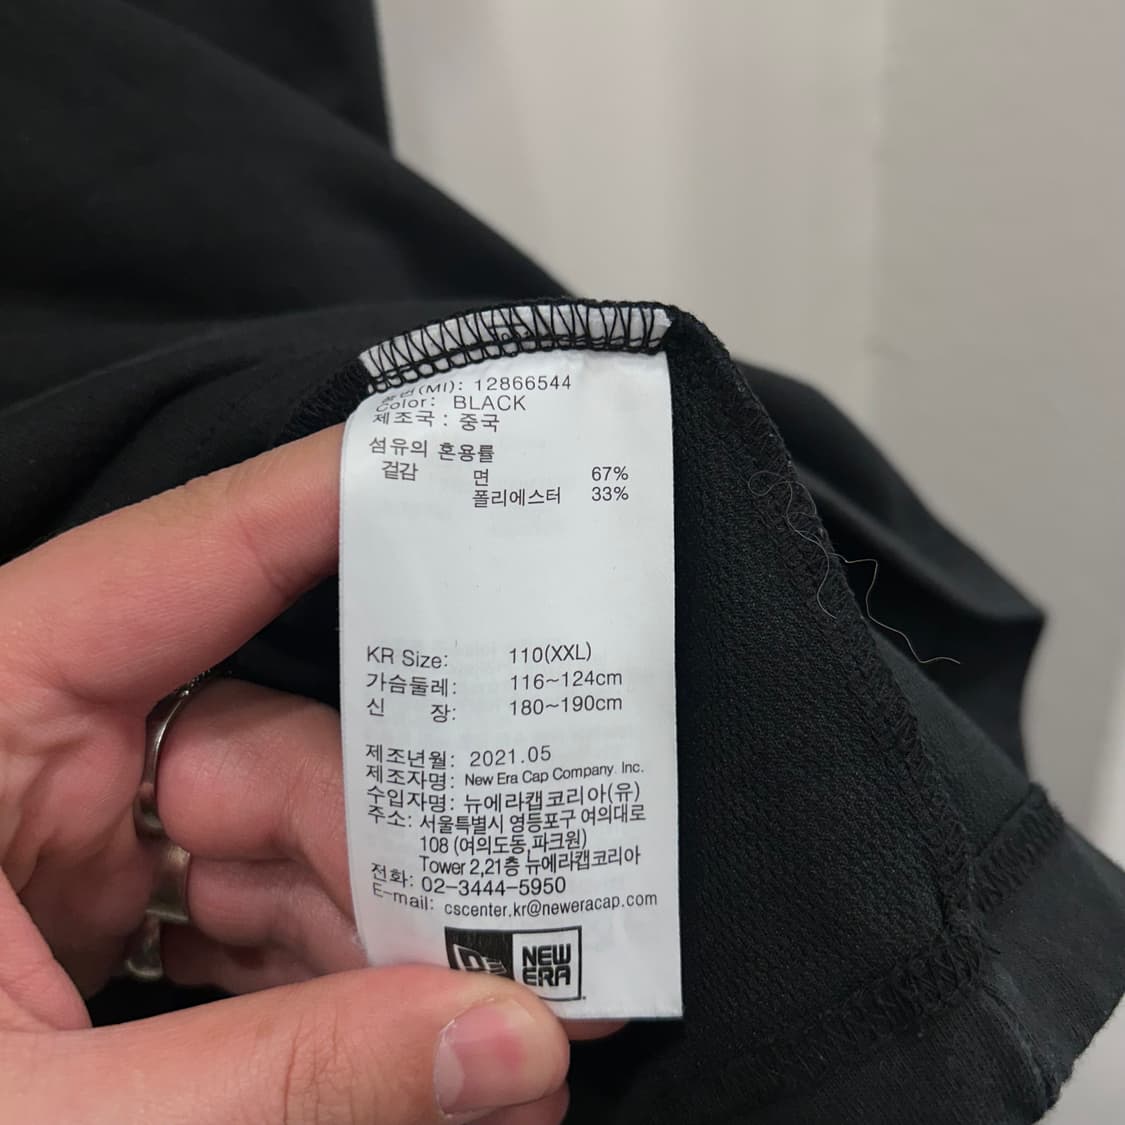 품번(MI): 12866544
Color: BLACK
제조국 : 중국
섬유의 혼용률
겉감 면 67%
폴리에스터 33%
KR Size: 110(XXL)
가슴둘레: 116~124cm
신 장: 180~190cm
제조년월: 2021.05
제조자명: New Era Cap Company. Inc.
수입자명: 뉴에라캡코리아(유)
주소: 서울특별시 영등포구 여의대로
108 (여의도동,파크원)
Tower 2,21층 뉴에라캡코리아
전화: 02-3444-5950
E-mail: cscenter.kr@neweracap.com
NEW
ERA